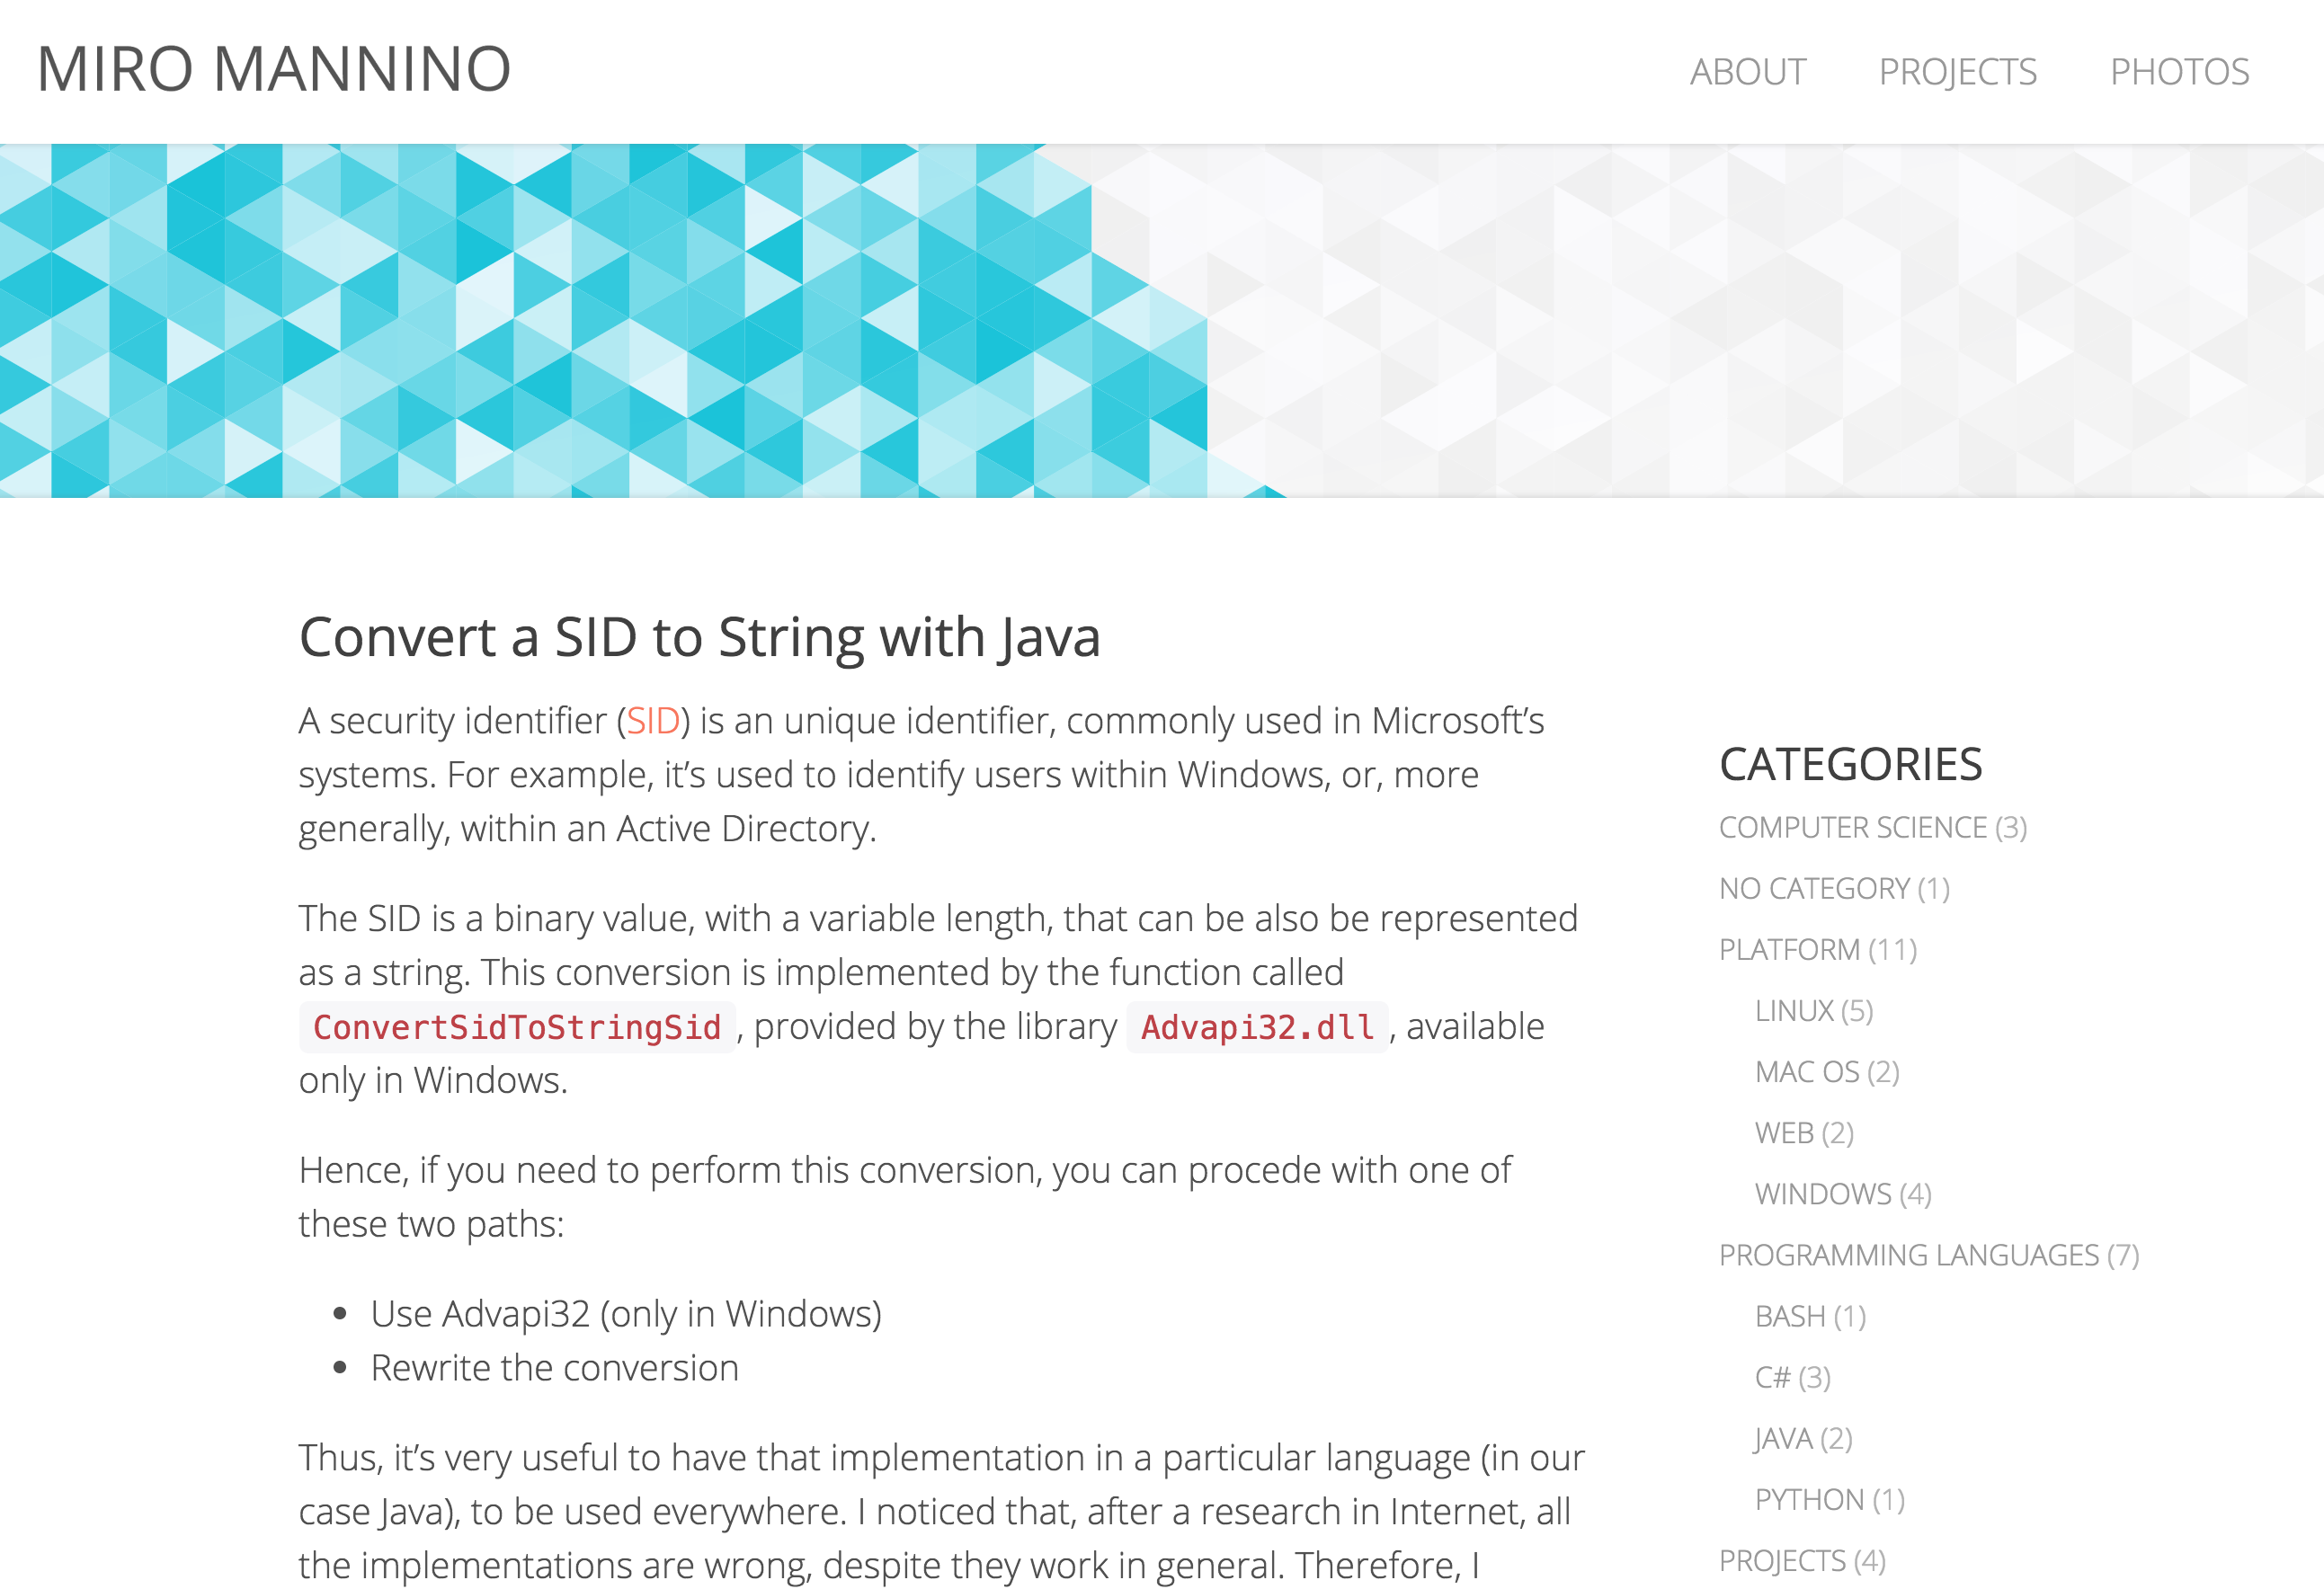 MIRO MANNINO
ABOUT PROJECTS PHOTOS
Convert a SID to String with Java
A security identifier (SID) is an unique identifier, commonly used in Microsoft’s
systems. For example, it’s used to identify users within Windows, or, more
generally, within an Active Directory.
The SID is a binary value, with a variable length, that can be also be represented
as a string. This conversion is implemented by the function called
ConvertSidToStringSid, provided by the library Advapi32.dll, available
only in Windows.
Hence, if you need to perform this conversion, you can procede with one of
these two paths:
• Use Advapi32 (only in Windows)
• Rewrite the conversion
Thus, it’s very useful to have that implementation in a particular language (in our
case Java), to be used everywhere. I noticed that, after a research in Internet, all
the implementations are wrong, despite they work in general. Therefore, I
CATEGORIES
COMPUTER SCIENCE (3)
NO CATEGORY (1)
PLATFORM (11)
LINUX (5)
MAC OS (2)
WEB (2)
WINDOWS (4)
PROGRAMMING LANGUAGES (7)
BASH (1)
C# (3)
JAVA (2)
PYTHON (1)
PROJECTS (4)